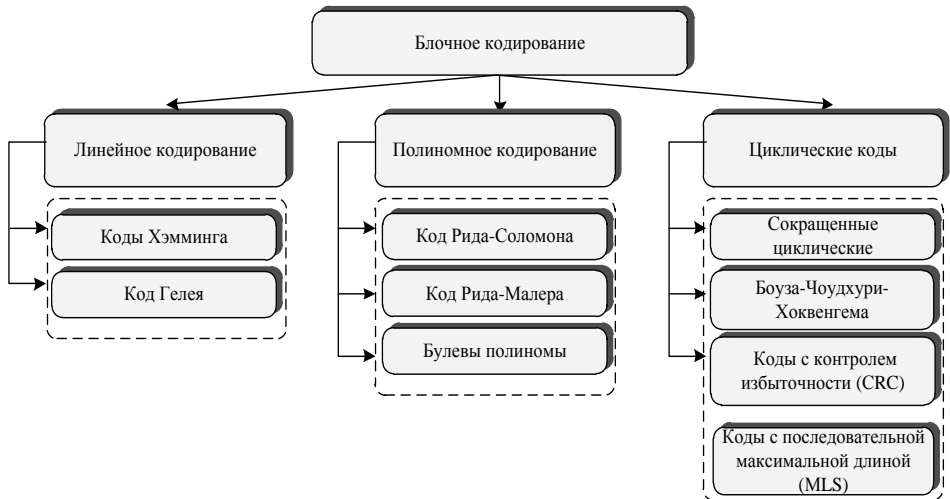 Блочное кодирование
Линейное кодирование
Полиномное кодирование
Циклические коды
Коды Хэмминга
Код Гелея
Код Рида-Соломона
Код Рида-Малера
Булевы полиномы
Сокращенные
циклические
Боуза-Чоудхури-
Хоквенгема
Коды с контролем
избыточности (CRC)
Коды с последовательной
максимальной длиной
(MLS)